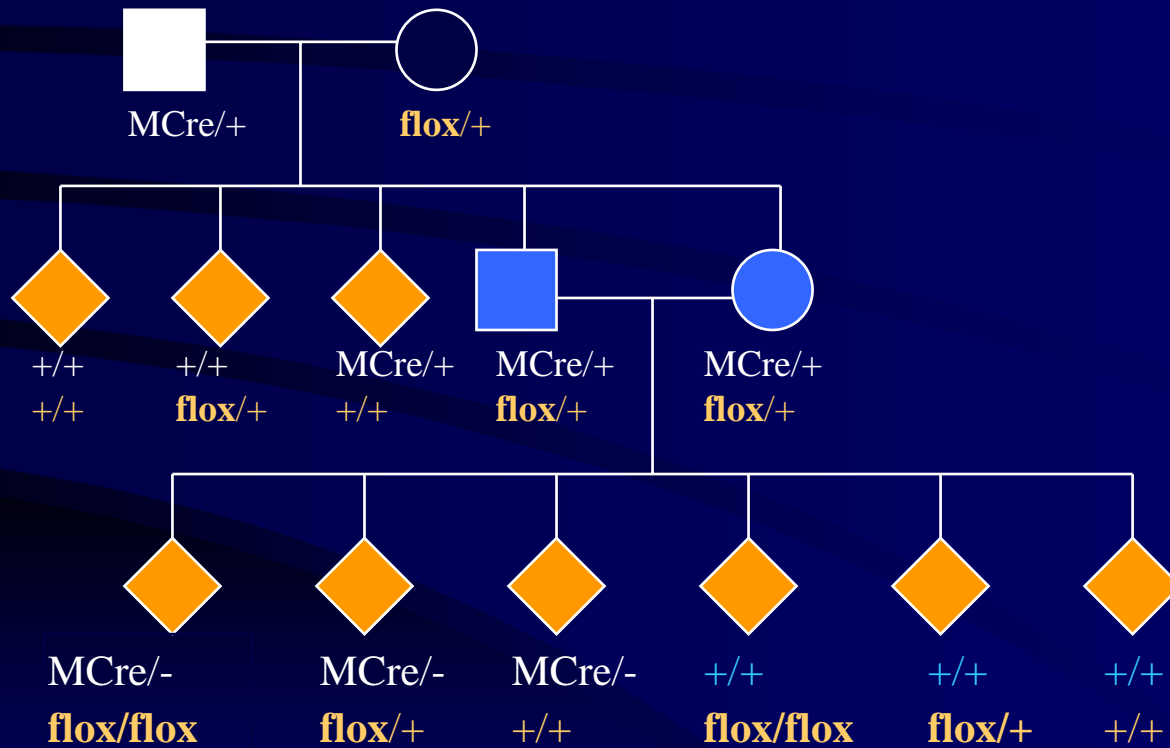 MCre/+ flox/+
+/+ +/+ MCre/+ MCre/+ MCre/+
+/+ flox/+ +/+ flox/+ flox/+
MCre/- MCre/- MCre/- +/+ +/+ +/+
flox/flox flox/+ +/+ flox/flox flox/+ +/+